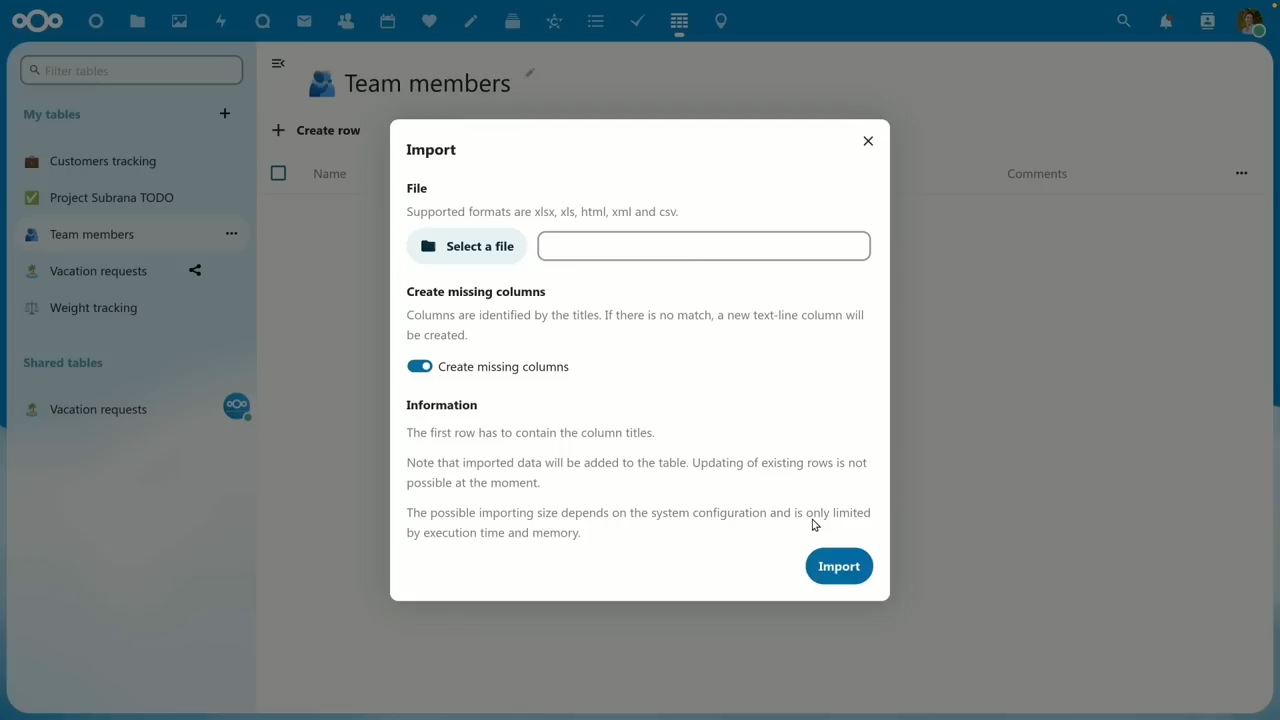 Filter tables
My tables
Customers tracking
Project Subrana TODO
Team members
Vacation requests
Weight tracking
Shared tables
Vacation requests
Team members
Create row
Name
Comments
Import
File
Supported formats are xlsx, xls, html, xml and csv.
Select a file
Create missing columns
Columns are identified by the titles. If there is no match, a new text-line column will
be created.
Create missing columns
Information
The first row has to contain the column titles.
Note that imported data will be added to the table. Updating of existing rows is not
possible at the moment.
The possible importing size depends on the system configuration and is only limited
by execution time and memory.
Import